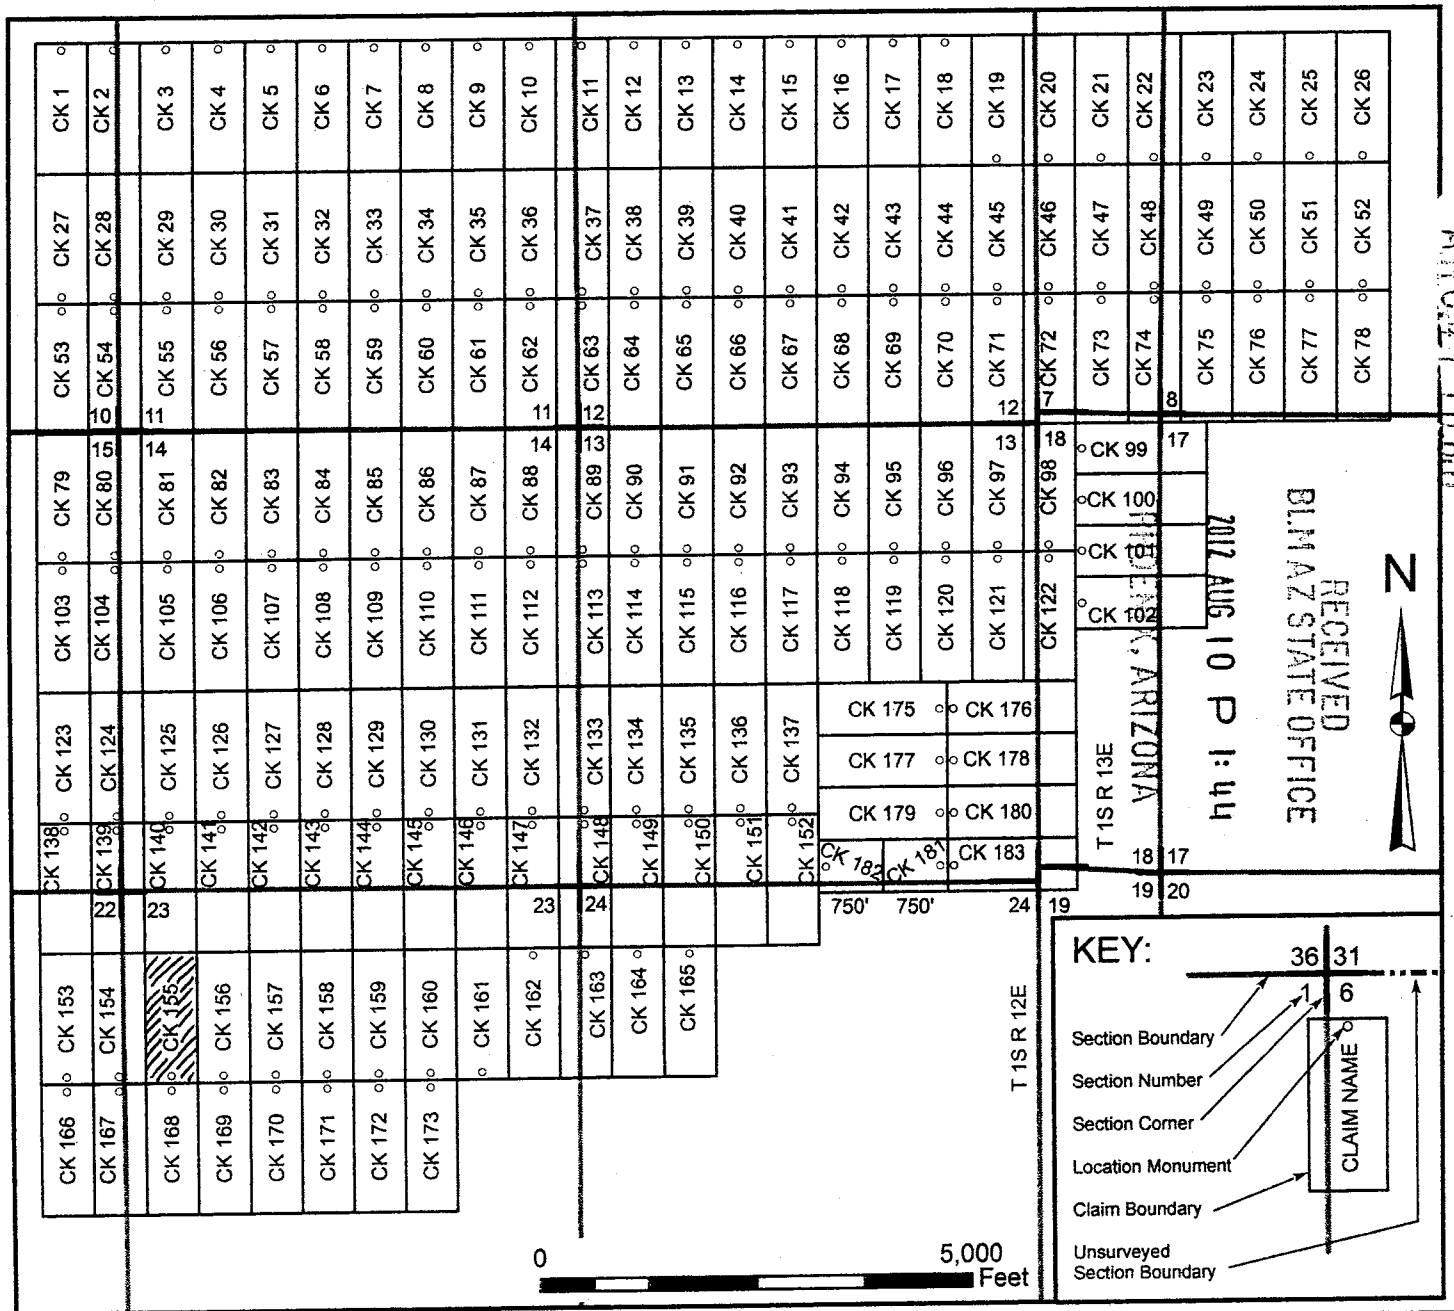 CK 1 CK 2 CK 3 CK 4 CK 5 CK 6 CK 7 CK 8 CK 9 CK 10 CK 11 CK 12 CK 13 CK 14 CK 15 CK 16 CK 17 CK 18 CK 19 CK 20 CK 21 CK 22 CK 23 CK 24 CK 25 CK 26
CK 27 CK 28 CK 29 CK 30 CK 31 CK 32 CK 33 CK 34 CK 35 CK 36 CK 37 CK 38 CK 39 CK 40 CK 41 CK 42 CK 43 CK 44 CK 45 CK 46 CK 47 CK 48 CK 49 CK 50 CK 51 CK 52
CK 53 CK 54 CK 55 CK 56 CK 57 CK 58 CK 59 CK 60 CK 61 CK 62 CK 63 CK 64 CK 65 CK 66 CK 67 CK 68 CK 69 CK 70 CK 71 CK 72 CK 73 CK 74 CK 75 CK 76 CK 77 CK 78
10 11 11 12 12 7 8
15 14 14 13 13 18 17
CK 79 CK 80 CK 81 CK 82 CK 83 CK 84 CK 85 CK 86 CK 87 CK 88 CK 89 CK 90 CK 91 CK 92 CK 93 CK 94 CK 95 CK 96 CK 97 CK 98
CK 99
CK 100
CK 101
CK 102
CK 103 CK 104 CK 105 CK 106 CK 107 CK 108 CK 109 CK 110 CK 111 CK 112 CK 113 CK 114 CK 115 CK 116 CK 117 CK 118 CK 119 CK 120 CK 121 CK 122
CK 123 CK 124 CK 125 CK 126 CK 127 CK 128 CK 129 CK 130 CK 131 CK 132 CK 133 CK 134 CK 135 CK 136 CK 137
CK 175 CK 176
CK 177 CK 178
CK 179 CK 180
CK 182 CK 181 CK 183
CK 138 CK 139 CK 140 CK 141 CK 142 CK 143 CK 144 CK 145 CK 146 CK 147 CK 148 CK 149 CK 150 CK 151 CK 152
18 17
22 23 23 24 750' 750' 24 19 19 20
CK 153 CK 154 CK 155 CK 156 CK 157 CK 158 CK 159 CK 160 CK 161 CK 162 CK 163 CK 164 CK 165
CK 166 CK 167 CK 168 CK 169 CK 170 CK 171 CK 172 CK 173
T 1S R 12E
T 1S R 13E
PHOENIX, ARIZONA
2012 AUG 10 P 1:44
BLM AZ STATE OFFICE
RECEIVED
N
KEY:
36 31
1 6
Section Boundary
Section Number
Section Corner
Location Monument
Claim Boundary
Unsurveyed
Section Boundary
CLAIM NAME
0 5,000
Feet